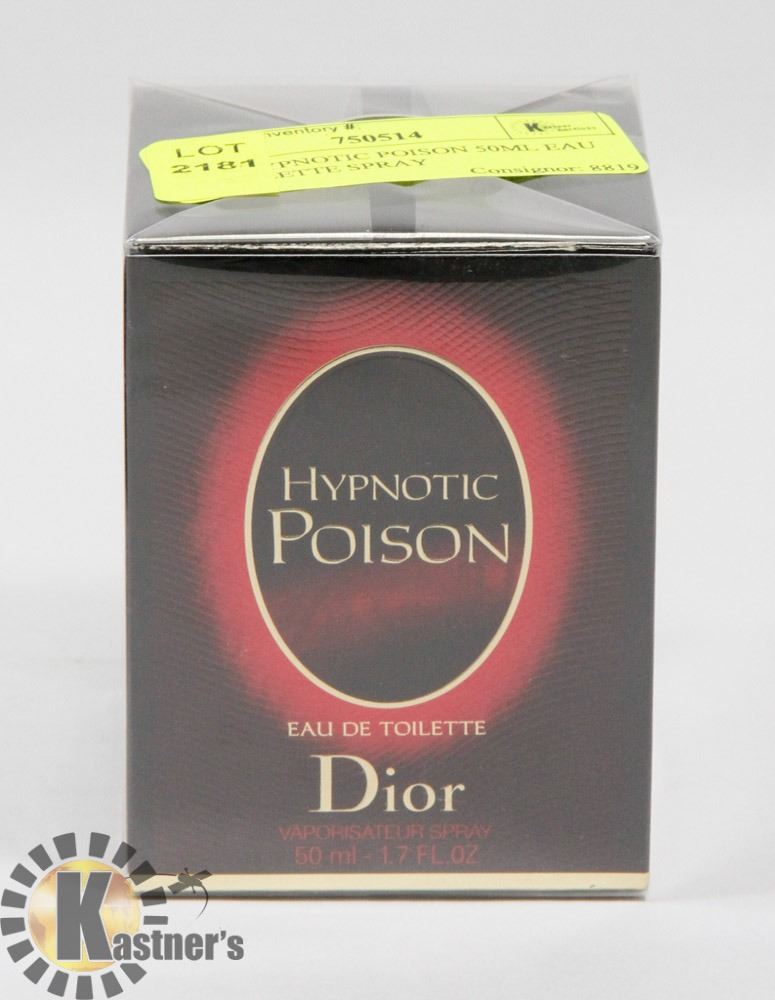 LOT
2181
nventory #:
750514
PNOTIC POISON 50ML EAU
ETTE SPRAY
Consignor: 8819
HYPNOTIC
POISON
EAU DE TOILETTE
Dior
VAPORISATEUR SPRAY
50 ml - 1.7 FL.OZ
KASTNER'S